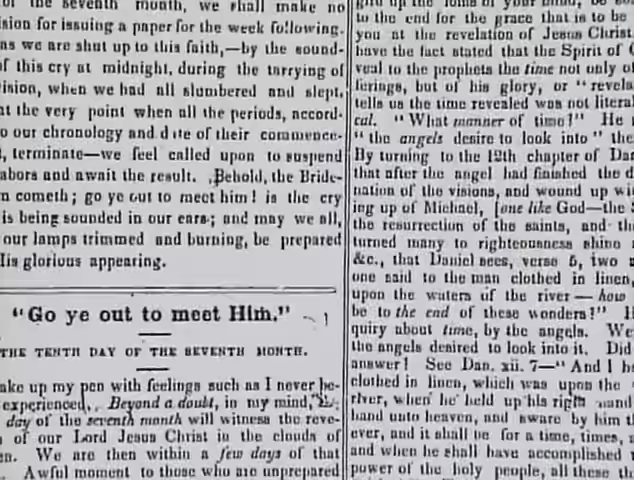 of the seventh month, we shall make no
ision for issuing a paper for the week following.
as we are shut up to this faith,—by the sound-
f this cry at midnight, during the tarrying of
ision, when we had all slumbered and slept,
at the very point when all the periods, accord-
o our chronology and date of their commence-
, terminate—we feel called upon to suspend
abors and await the result. Behold, the Bride-
m cometh; go ye out to meet him! is the cry
is being sounded in our ears; and may we all,
our lamps trimmed and burning, be prepared
His glorious appearing.
"Go ye out to meet Him."
THE TENTH DAY OF THE SEVENTH MONTH.
ake up my pen with feelings such as I never be-
experienced. Beyond a doubt, in my mind, the
day of the seventh month will witness the reve-
of our Lord Jesus Christ in the clouds of
en. We are then within a few days of that
Awful moment to those who are unprepared
gird up the loins of your mind, be sober
to the end for the grace that is to be
you at the revelation of Jesus Christ
have the fact stated that the Spirit of C
veal to the prophets the time not only of
ferings, but of his glory, or "revela
tells us the time revealed was not literal
cal. "What manner of time!" He
"the angels desire to look into" the
By turning to the 12th chapter of Dan
that after the angel had finished the d
nation of the visions, and wound up wi
ing up of Michael, [one like God—the S
the resurrection of the saints, and the
turned many to righteousness shine
&c., that Daniel sees, verse 5, two
one said to the man clothed in linen,
upon the waters of the river—how
be to the end of these wonders!" H
quiry about time, by the angels. We
the angels desired to look into it. Did
answer! See Dan. xii. 7—"And I h
clothed in linen, which was upon the
river, when he held up his right hand
hand unto heaven, and sware by him t
ever, and it shall be for a time, times,
and when he shall have accomplished
power of the holy people, all these th